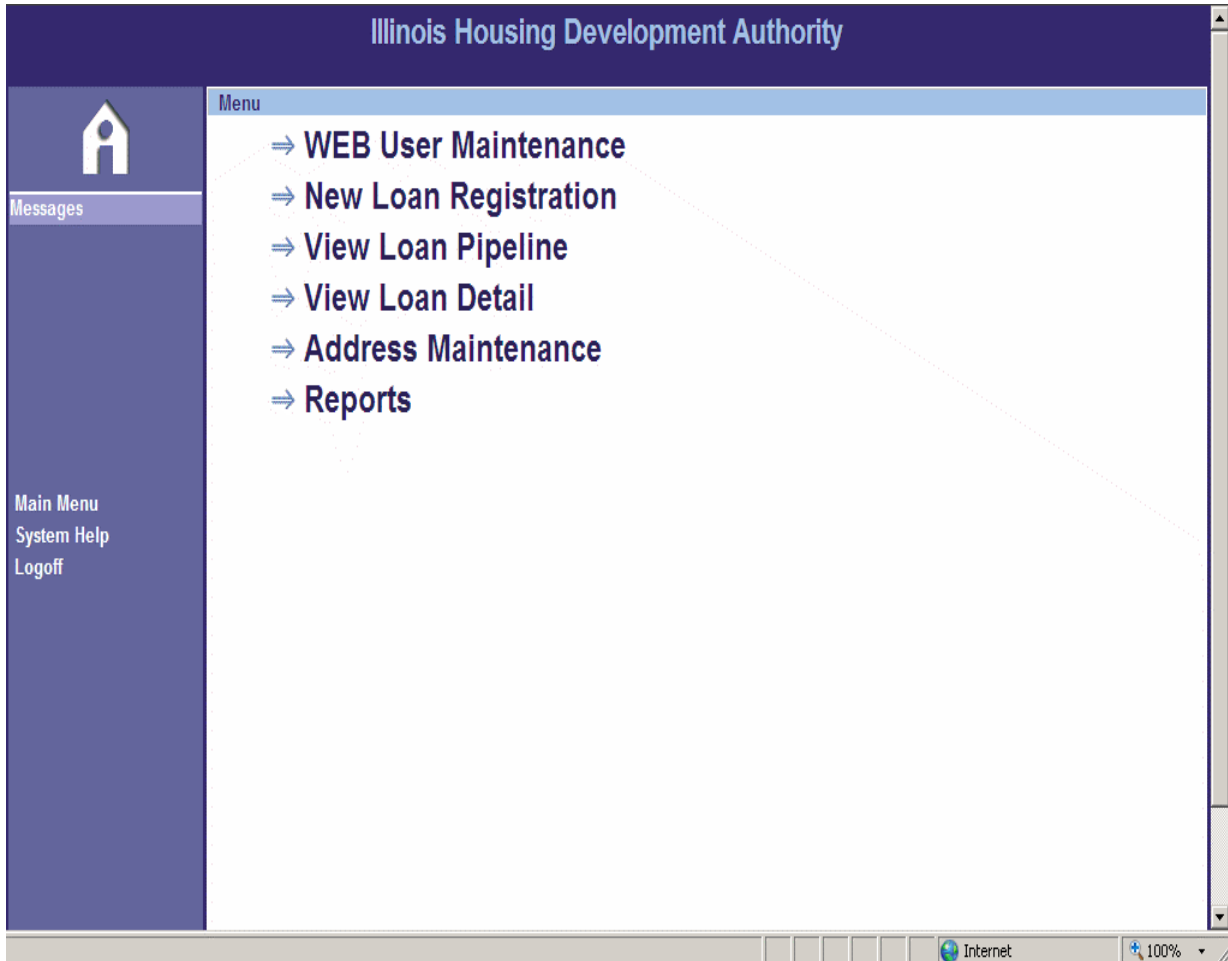 Illinois Housing Development Authority
Menu
WEB User Maintenance
New Loan Registration
View Loan Pipeline
View Loan Detail
Address Maintenance
Reports
Messages
Main Menu
System Help
Logoff
Internet
100%